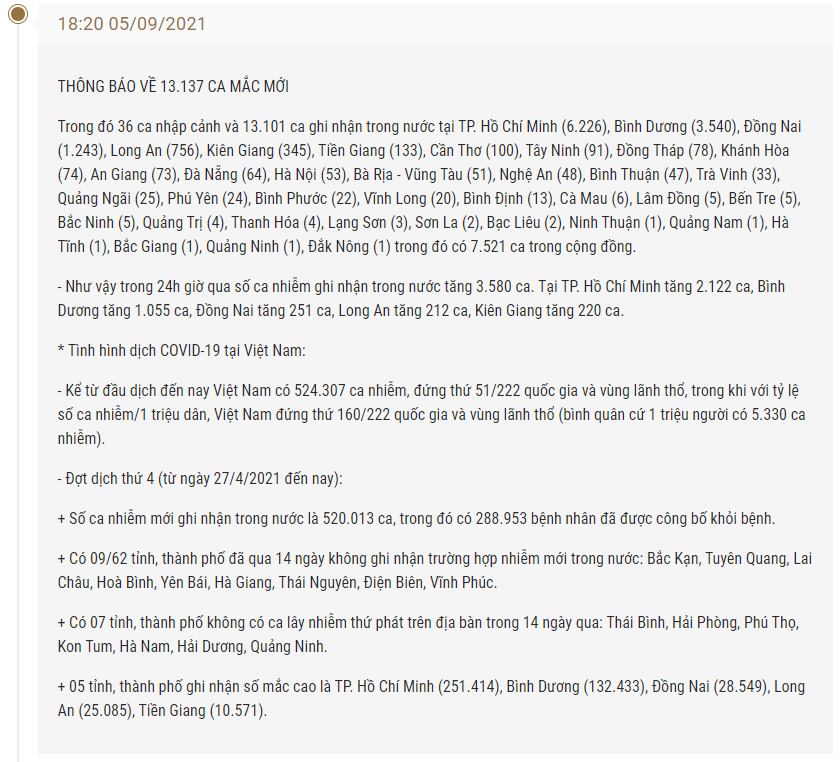 18:20 05/09/2021
THÔNG BÁO VỀ 13.137 CA MẮC MỚI
Trong đó 36 ca nhập cảnh và 13.101 ca ghi nhận trong nước tại TP. Hồ Chí Minh (6.226), Bình Dương (3.540), Đồng Nai
(1.243), Long An (756), Kiên Giang (345), Tiền Giang (133), Cần Thơ (100), Tây Ninh (91), Đồng Tháp (78), Khánh Hòa
(74), An Giang (73), Đà Nẵng (64), Hà Nội (53), Bà Rịa - Vũng Tàu (51), Nghệ An (48), Bình Thuận (47), Trà Vinh (33),
Quảng Ngãi (25), Phú Yên (24), Bình Phước (22), Vĩnh Long (20), Bình Định (13), Cà Mau (6), Lâm Đồng (5), Bến Tre (5),
Bắc Ninh (5), Quảng Trị (4), Thanh Hóa (4), Lạng Sơn (3), Sơn La (2), Bạc Liêu (2), Ninh Thuận (1), Quảng Nam (1), Hà
Tĩnh (1), Bắc Giang (1), Quảng Ninh (1), Đắk Nông (1) trong đó có 7.521 ca trong cộng đồng.
- Như vậy trong 24h giờ qua số ca nhiễm ghi nhận trong nước tăng 3.580 ca. Tại TP. Hồ Chí Minh tăng 2.122 ca, Bình
Dương tăng 1.055 ca, Đồng Nai tăng 251 ca, Long An tăng 212 ca, Kiên Giang tăng 220 ca.
* Tình hình dịch COVID-19 tại Việt Nam:
- Kể từ đầu dịch đến nay Việt Nam có 524.307 ca nhiễm, đứng thứ 51/222 quốc gia và vùng lãnh thổ, trong khi với tỷ lệ
số ca nhiễm/1 triệu dân, Việt Nam đứng thứ 160/222 quốc gia và vùng lãnh thổ (bình quân cứ 1 triệu người có 5.330 ca
nhiễm).
- Đợt dịch thứ 4 (từ ngày 27/4/2021 đến nay):
+ Số ca nhiễm mới ghi nhận trong nước là 520.013 ca, trong đó có 288.953 bệnh nhân đã được công bố khỏi bệnh.
+ Có 09/62 tỉnh, thành phố đã qua 14 ngày không ghi nhận trường hợp nhiễm mới trong nước: Bắc Kạn, Tuyên Quang, Lai
Châu, Hoà Bình, Yên Bái, Hà Giang, Thái Nguyên, Điện Biên, Vĩnh Phúc.
+ Có 07 tỉnh, thành phố không có ca lây nhiễm thứ phát trên địa bàn trong 14 ngày qua: Thái Bình, Hải Phòng, Phú Thọ,
Kon Tum, Hà Nam, Hải Dương, Quảng Ninh.
+ 05 tỉnh, thành phố ghi nhận số mắc cao là TP. Hồ Chí Minh (251.414), Bình Dương (132.433), Đồng Nai (28.549), Long
An (25.085), Tiền Giang (10.571).